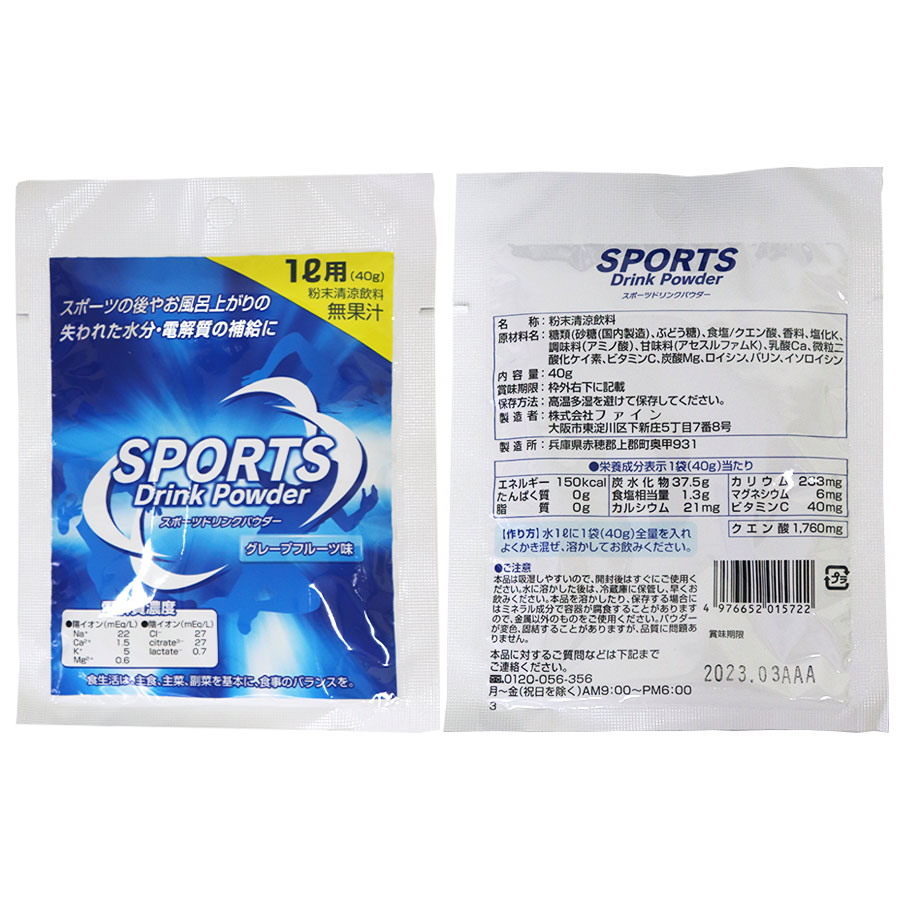 1ℓ用(40g)
粉末清涼飲料
無果汁
スポーツの後やお風呂上がりの
失われた水分・電解質の補給に
SPORTS
Drink Powder
スポーツドリンクパウダー
グレープフルーツ味
電解質濃度
●陽イオン(mEq/L) ●陰イオン(mEq/L)
Na⁺ 22 Cl⁻ 27
Ca²⁺ 1.5 citrate³⁻ 27
K⁺ 5 lactate⁻ 0.7
Mg²⁺ 0.6
食生活は、主食、主菜、副菜を基本に、食事のバランスを。
SPORTS
Drink Powder
スポーツドリンクパウダー
名称：粉末清涼飲料
原材料名：糖類(砂糖(国内製造)、ぶどう糖)、食塩/クエン酸、香料、塩化K、
調味料(アミノ酸)、甘味料(アセスルファムK)、乳酸Ca、微粒二
酸化ケイ素、ビタミンC、炭酸Mg、ロイシン、バリン、イソロイシン
内容量：40g
賞味期限：枠外右下に記載
保存方法：高温多湿を避けて保存してください。
製造者：株式会社ファイン
大阪市東淀川区下新庄5丁目7番8号
製造所：兵庫県赤穂郡上郡町奥甲931
●栄養成分表示1袋(40g)当たり
エネルギー 150kcal 炭水化物 37.5g カリウム 233mg
たんぱく質 0g 食塩相当量 1.3g マグネシウム 6mg
脂質 0g カルシウム 21mg ビタミンC 40mg
クエン酸 1,760mg
【作り方】水1ℓに1袋(40g)全量を入れ
よくかき混ぜ、溶かしてお飲みください。
●ご注意
本品は吸湿しやすいので、開封後はすぐにご使用く
ださい。水に溶かした後は、冷蔵庫に保管し、早くお
飲みください。本品を溶かしたり、保存する場合に
はミネラル成分で容器が腐食することがあります
ので、金属以外のものをご使用ください。パウダー
が変色、固結することがありますが、品質に問題あ
りません。
本品に対するご質問などは下記まで
ご連絡ください。
0120-056-356
月～金(祝日を除く)AM9:00～PM6:00
3
プラ
4 976652 015722
賞味期限
2023.03AAA